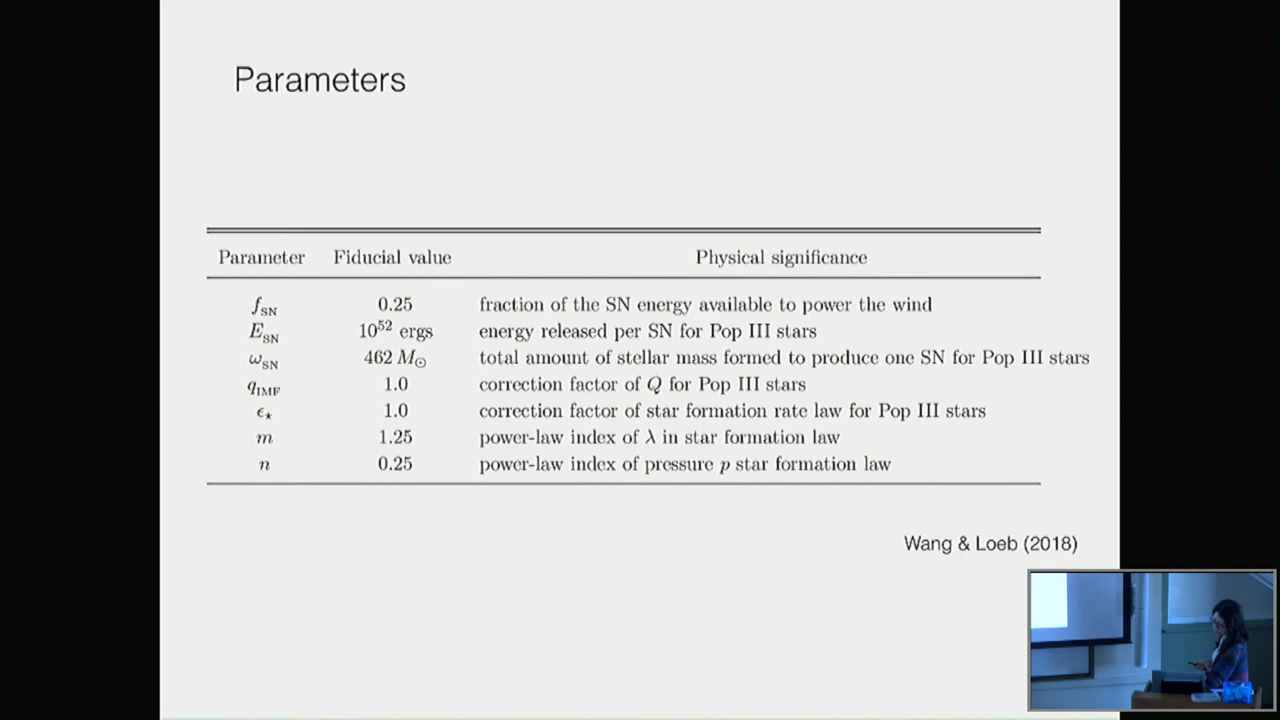 Parameters
Parameter Fiducial value Physical significance
f_SN 0.25 fraction of the SN energy available to power the wind
E_SN 10^52 ergs energy released per SN for Pop III stars
ω_SN 462 M_⊙ total amount of stellar mass formed to produce one SN for Pop III stars
q_IMF 1.0 correction factor of Q for Pop III stars
ϵ_⋆ 1.0 correction factor of star formation rate law for Pop III stars
m 1.25 power-law index of λ in star formation law
n 0.25 power-law index of pressure p star formation law
Wang & Loeb (2018)